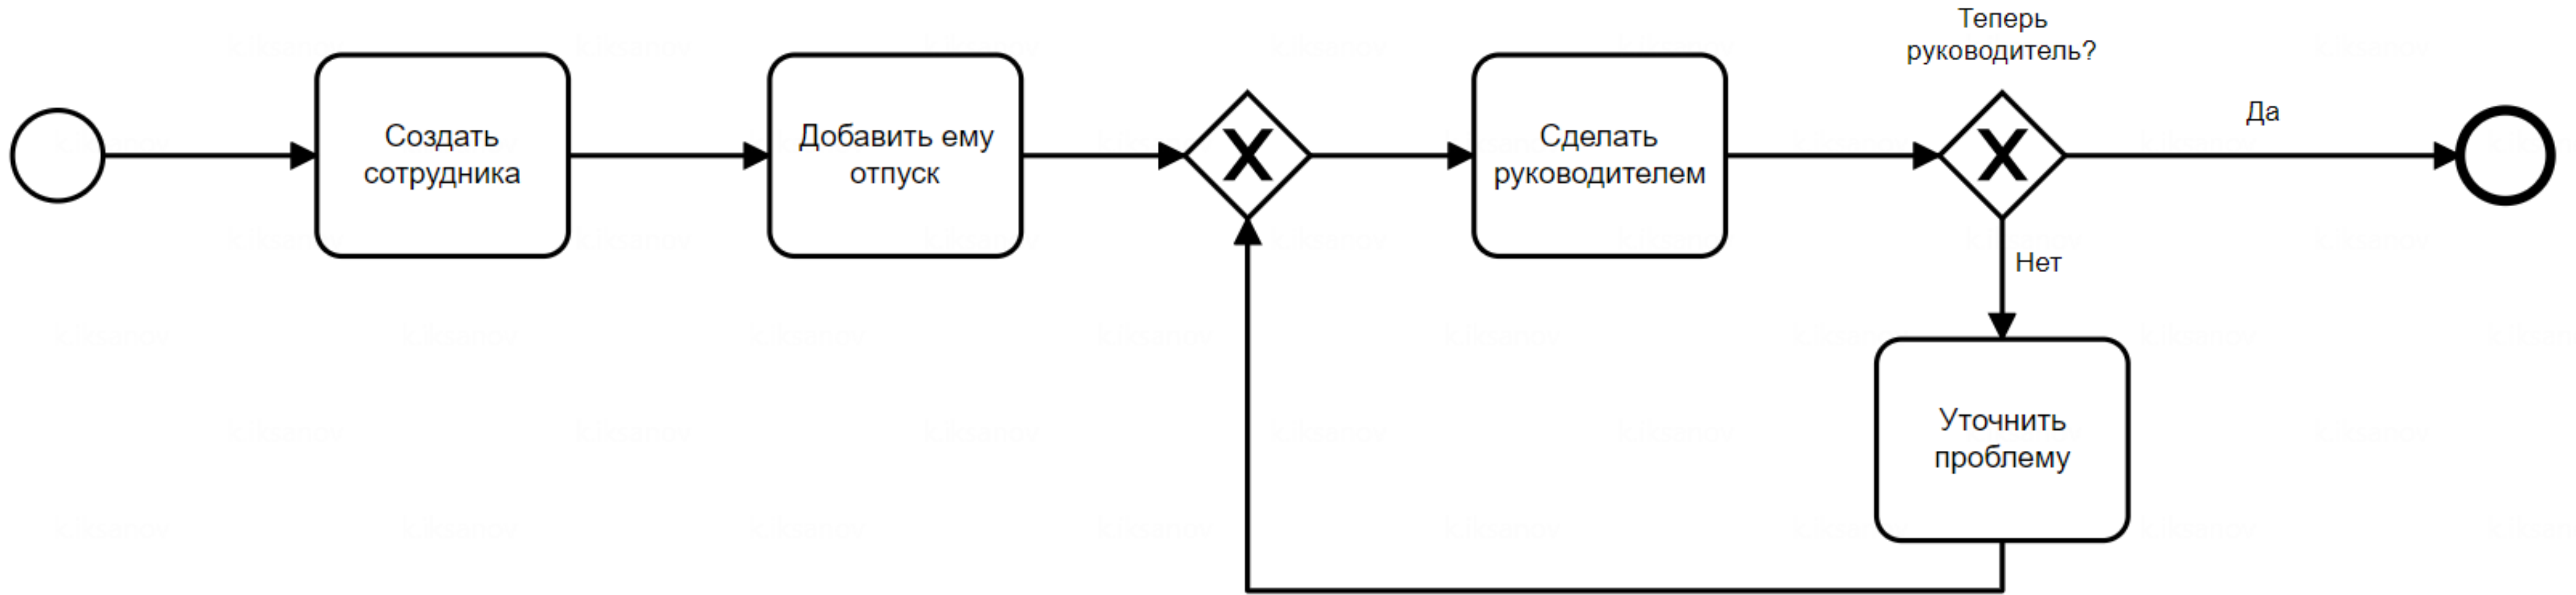 Создать
сотрудника
Добавить ему
отпуск
X
Сделать
руководителем
Теперь
руководитель?
X
Да
Нет
Уточнить
проблему